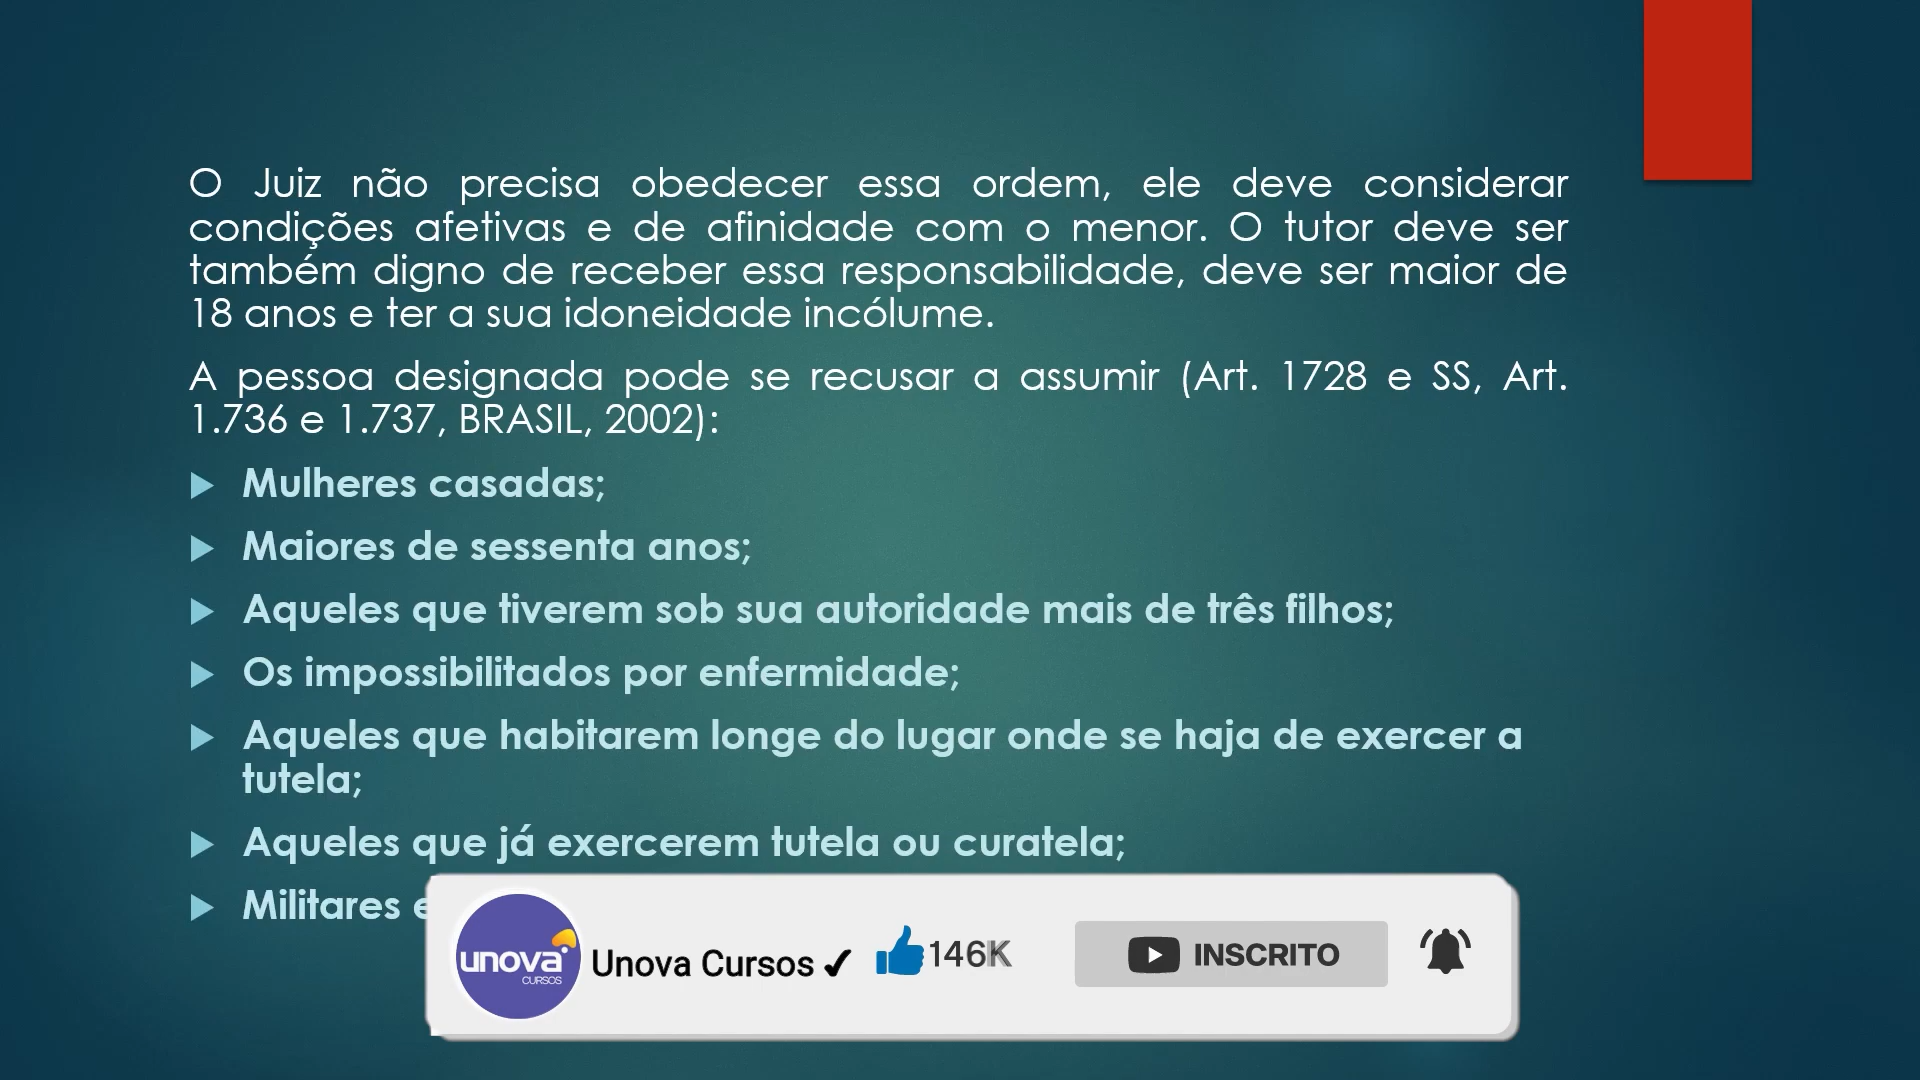 O Juiz não precisa obedecer essa ordem, ele deve considerar
condições afetivas e de afinidade com o menor. O tutor deve ser
também digno de receber essa responsabilidade, deve ser maior de
18 anos e ter a sua idoneidade incólume.
A pessoa designada pode se recusar a assumir (Art. 1728 e SS, Art.
1.736 e 1.737, BRASIL, 2002):
Mulheres casadas;
Maiores de sessenta anos;
Aqueles que tiverem sob sua autoridade mais de três filhos;
Os impossibilitados por enfermidade;
Aqueles que habitarem longe do lugar onde se haja de exercer a
tutela;
Aqueles que já exercerem tutela ou curatela;
Militares
unova CURSOS
Unova Cursos ✓ 146K INSCRITO